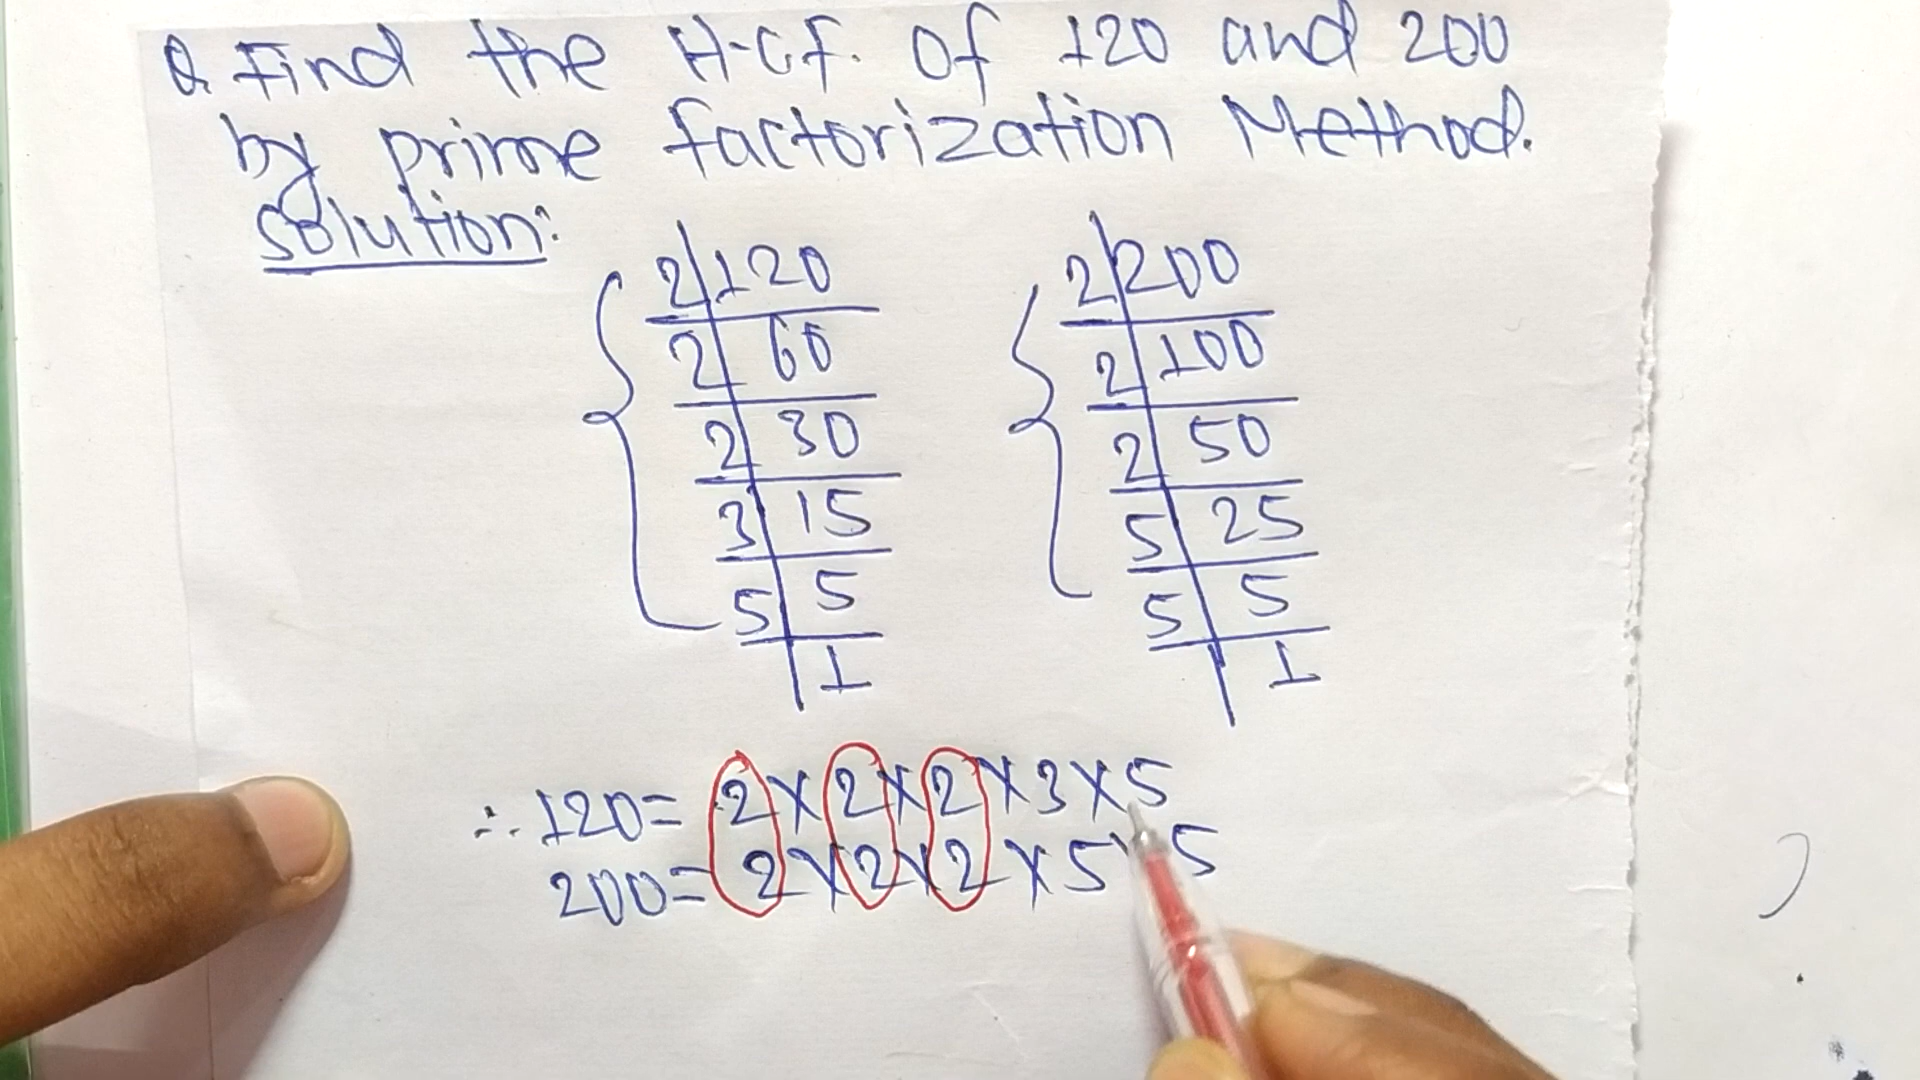 Q. Find the H.C.F. Of 120 and 200
by prime factorization Method.
Solution:
2 120
2 60
2 30
3 15
5 5
1
2 200
2 100
2 50
5 25
5 5
1
∴ 120 = 2 × 2 × 2 × 3 × 5
200 = 2 × 2 × 2 × 5 × 5